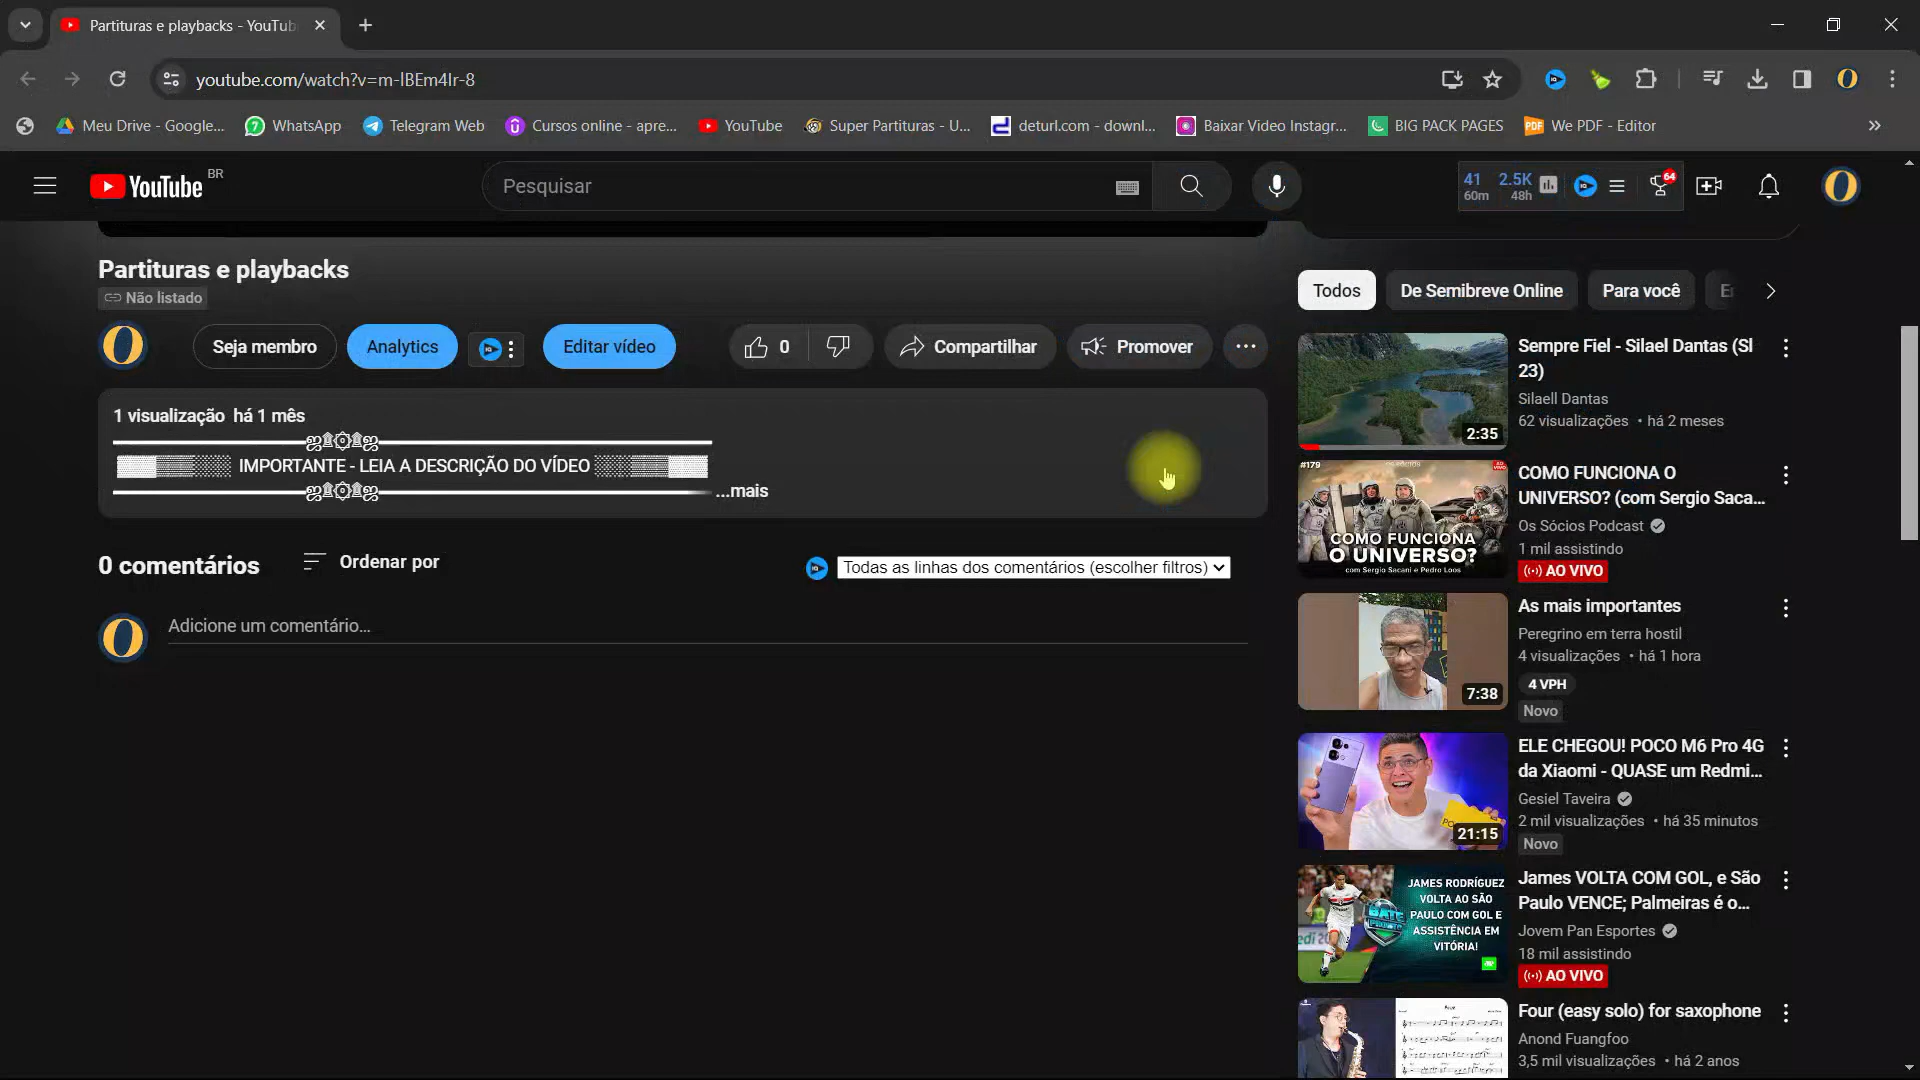 Partituras e playbacks - YouTub
youtube.com/watch?v=m-lBEm4Ir-8
Meu Drive - Google...
WhatsApp
Telegram Web
Cursos online - apre...
YouTube
Super Partituras - U...
deturl.com - downl...
Baixar Video Instagr...
BIG PACK PAGES
We PDF - Editor
YouTube BR
Pesquisar
41 60m
2.5K 48h
64
Partituras e playbacks
Não listado
Seja membro
Analytics
Editar vídeo
0
Compartilhar
Promover
1 visualização há 1 mês
IMPORTANTE - LEIA A DESCRIÇÃO DO VÍDEO
...mais
0 comentários
Ordenar por
Todas as linhas dos comentários (escolher filtros)
Adicione um comentário...
Todos
De Semibreve Online
Para você
Sempre Fiel - Silael Dantas (Sl
23)
Silaell Dantas
62 visualizações • há 2 meses
2:35
#179
COMO FUNCIONA
O UNIVERSO?
com Sergio Sacani e Pedro Loos
COMO FUNCIONA O
UNIVERSO? (com Sergio Saca...
Os Sócios Podcast
1 mil assistindo
AO VIVO
7:38
As mais importantes
Peregrino em terra hostil
4 visualizações • há 1 hora
4 VPH
Novo
21:15
ELE CHEGOU! POCO M6 Pro 4G
da Xiaomi - QUASE um Redmi...
Gesiel Taveira
2 mil visualizações • há 35 minutos
Novo
JAMES RODRÍGUEZ
VOLTA AO SÃO
PAULO COM GOL E
ASSISTÊNCIA EM
VITÓRIA!
James VOLTA COM GOL, e São
Paulo VENCE; Palmeiras é o...
Jovem Pan Esportes
18 mil assistindo
AO VIVO
Four (easy solo) for saxophone
Anond Fuangfoo
3,5 mil visualizações • há 2 anos